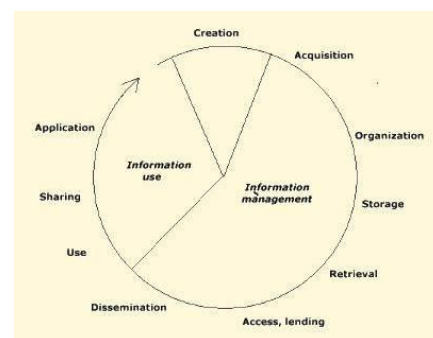 Creation
Acquisition
Organization
Storage
Retrieval
Access, lending
Dissemination
Use
Sharing
Application
Information
use
Information
management